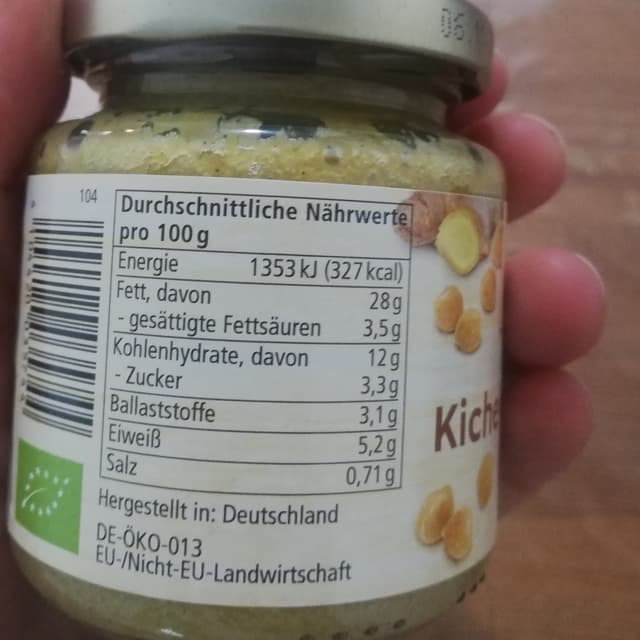 104
Durchschnittliche Nährwerte
pro 100 g
Energie 1353 kJ (327 kcal)
Fett, davon 28 g
- gesättigte Fettsäuren 3,5 g
Kohlenhydrate, davon 12 g
- Zucker 3,3 g
Ballaststoffe 3,1 g
Eiweiß 5,2 g
Salz 0,71 g
Hergestellt in: Deutschland
DE-ÖKO-013
EU-/Nicht-EU-Landwirtschaft
Kiche